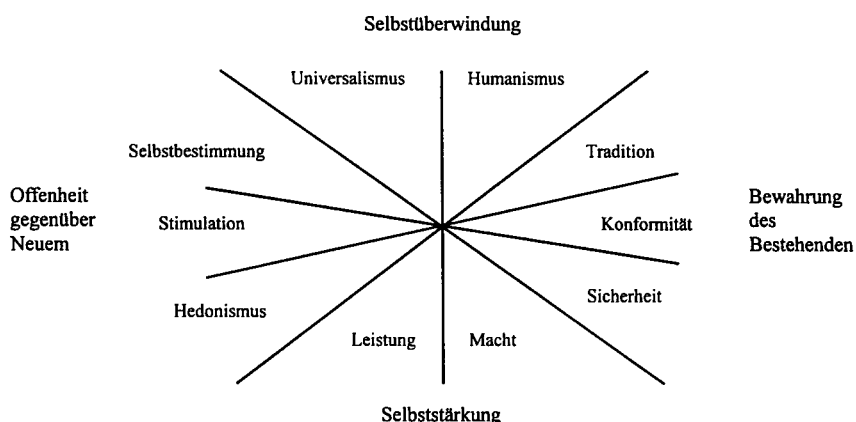 Selbstüberwindung
Universalismus
Humanismus
Selbstbestimmung
Tradition
Offenheit
gegenüber
Neuem
Stimulation
Konformität
Bewahrung
des
Bestehenden
Hedonismus
Sicherheit
Leistung
Macht
Selbststärkung